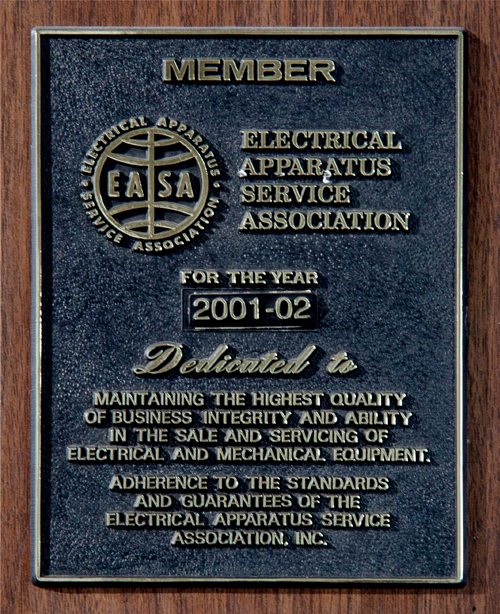 MEMBER
ELECTRICAL APPARATUS
EASA
SERVICE ASSOCIATION
ELECTRICAL
APPARATUS
SERVICE
ASSOCIATION
FOR THE YEAR
2001-02
Dedicated to
MAINTAINING THE HIGHEST QUALITY
OF BUSINESS INTEGRITY AND ABILITY
IN THE SALE AND SERVICING OF
ELECTRICAL AND MECHANICAL EQUIPMENT.
ADHERENCE TO THE STANDARDS
AND GUARANTEES OF THE
ELECTRICAL APPARATUS SERVICE
ASSOCIATION, INC.